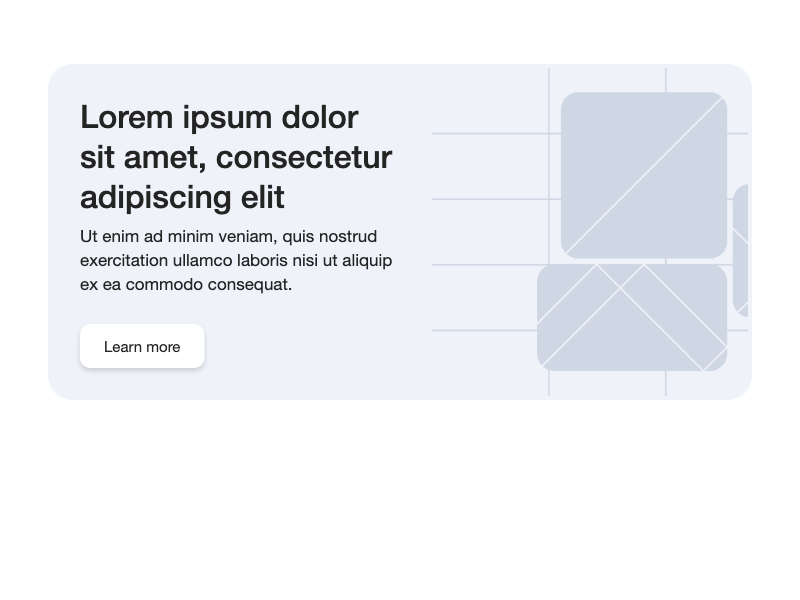 Lorem ipsum dolor
sit amet, consectetur
adipiscing elit
Ut enim ad minim veniam, quis nostrud
exercitation ullamco laboris nisi ut aliquip
ex ea commodo consequat.
Learn more